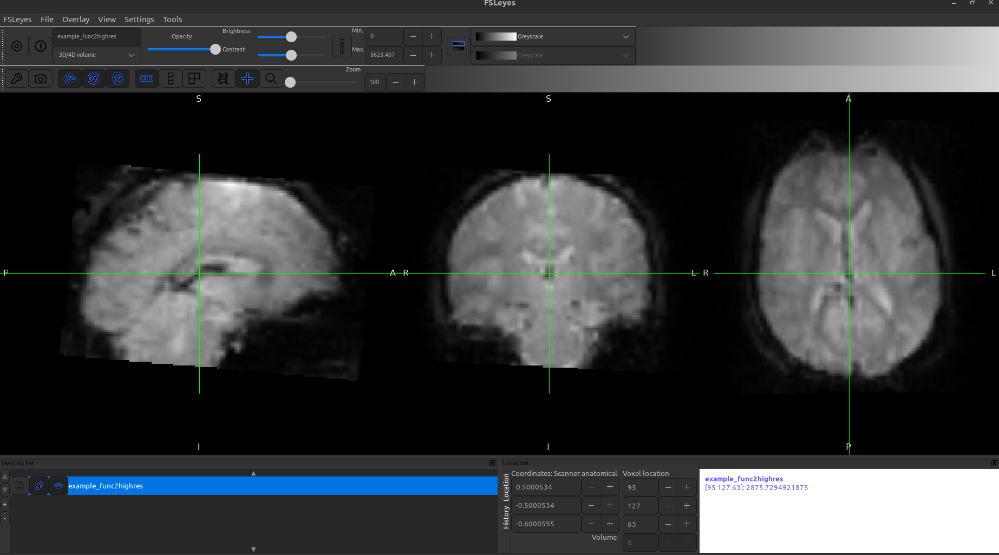 FSLeyes
FSLeyes File Overlay View Settings Tools
example_func2highres
3D/4D volume
Opacity
Brightness
Contrast
RESET
Min. 0
Max. 8623.407
Greyscale
Greyscale
Zoom
100
S S A
P A R L R L
I I P
Overlay list
example_func2highres
Location
Location
History
Coordinates: Scanner anatomical Voxel location
0.5000534 95
-0.5000534 127
-0.6000595 63
Volume 0
example_func2highres
[95 127 63]: 2875.7294921875